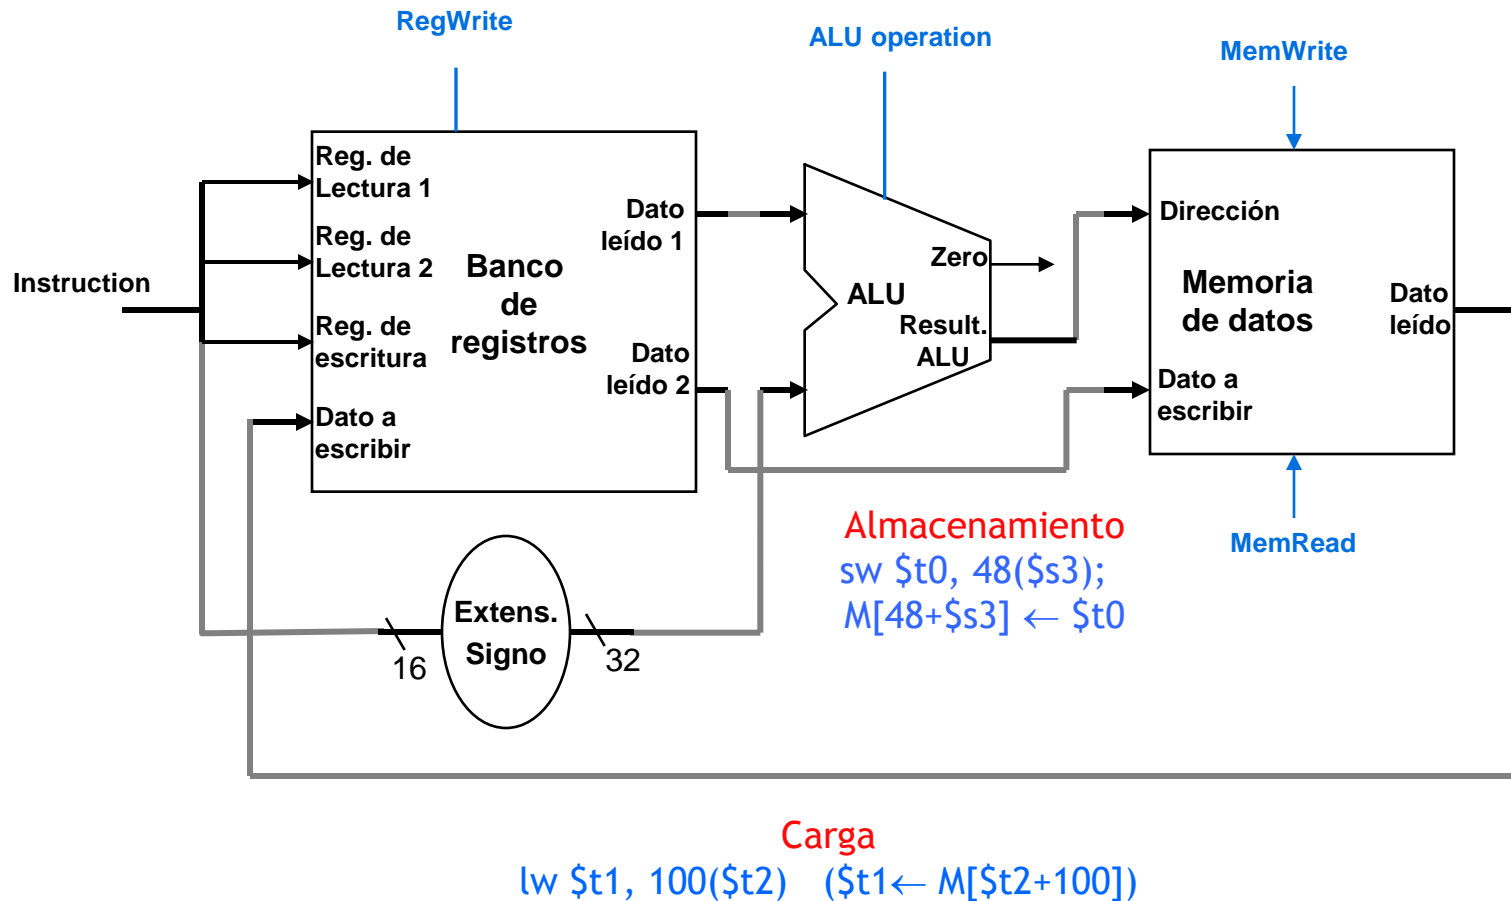 RegWrite
ALU operation
MemWrite
Reg. de
Lectura 1
Reg. de
Lectura 2
Reg. de
escritura
Dato a
escribir
Banco
de
registros
Dato
leído 1
Dato
leído 2
Instruction
ALU
Zero
Result.
ALU
Dirección
Memoria
de datos
Dato
leído
Dato a
escribir
MemRead
Almacenamiento
sw $t0, 48($s3);
M[48+$s3] ← $t0
Extens.
Signo
16
32
Carga
lw $t1, 100($t2) ($t1← M[$t2+100])